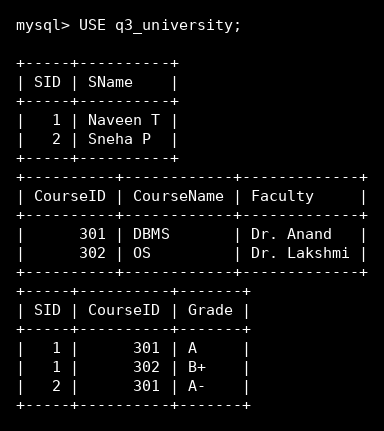 mysql> USE q3_university;

+-----+----------+
| SID | SName    |
+-----+----------+
|   1 | Naveen T |
|   2 | Sneha P  |
+-----+----------+
+----------+------------+-------------+
| CourseID | CourseName | Faculty     |
+----------+------------+-------------+
|      301 | DBMS       | Dr. Anand   |
|      302 | OS         | Dr. Lakshmi |
+----------+------------+-------------+
+-----+----------+-------+
| SID | CourseID | Grade |
+-----+----------+-------+
|   1 |      301 | A     |
|   1 |      302 | B+    |
|   2 |      301 | A-    |
+-----+----------+-------+